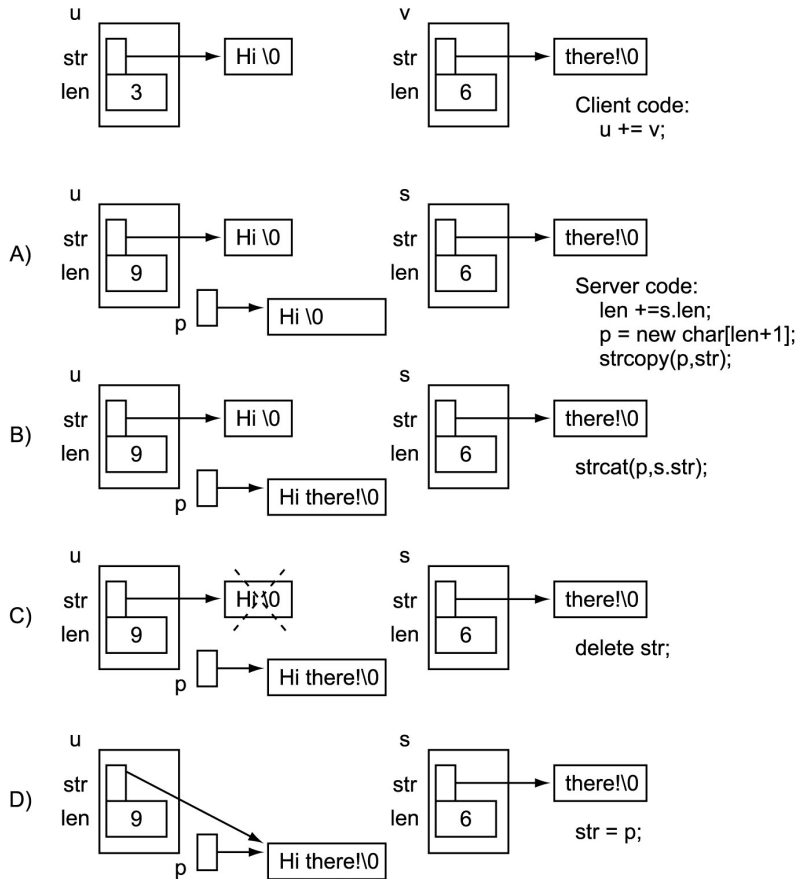 u
v
str
Hi \0
str
there!\0
len
3
len
6
Client code:
u += v;
u
s
A)
str
Hi \0
str
there!\0
len
9
len
6
p
Hi \0
Server code:
len +=s.len;
p = new char[len+1];
strcopy(p,str);
u
s
B)
str
Hi \0
str
there!\0
len
9
len
6
p
Hi there!\0
strcat(p,s.str);
u
s
C)
str
Hi \0
str
there!\0
len
9
len
6
p
Hi there!\0
delete str;
u
s
D)
str
str
there!\0
len
9
len
6
p
Hi there!\0
str = p;